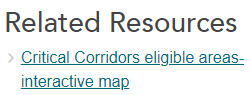 Related Resources
Critical Corridors eligible areas-
interactive map